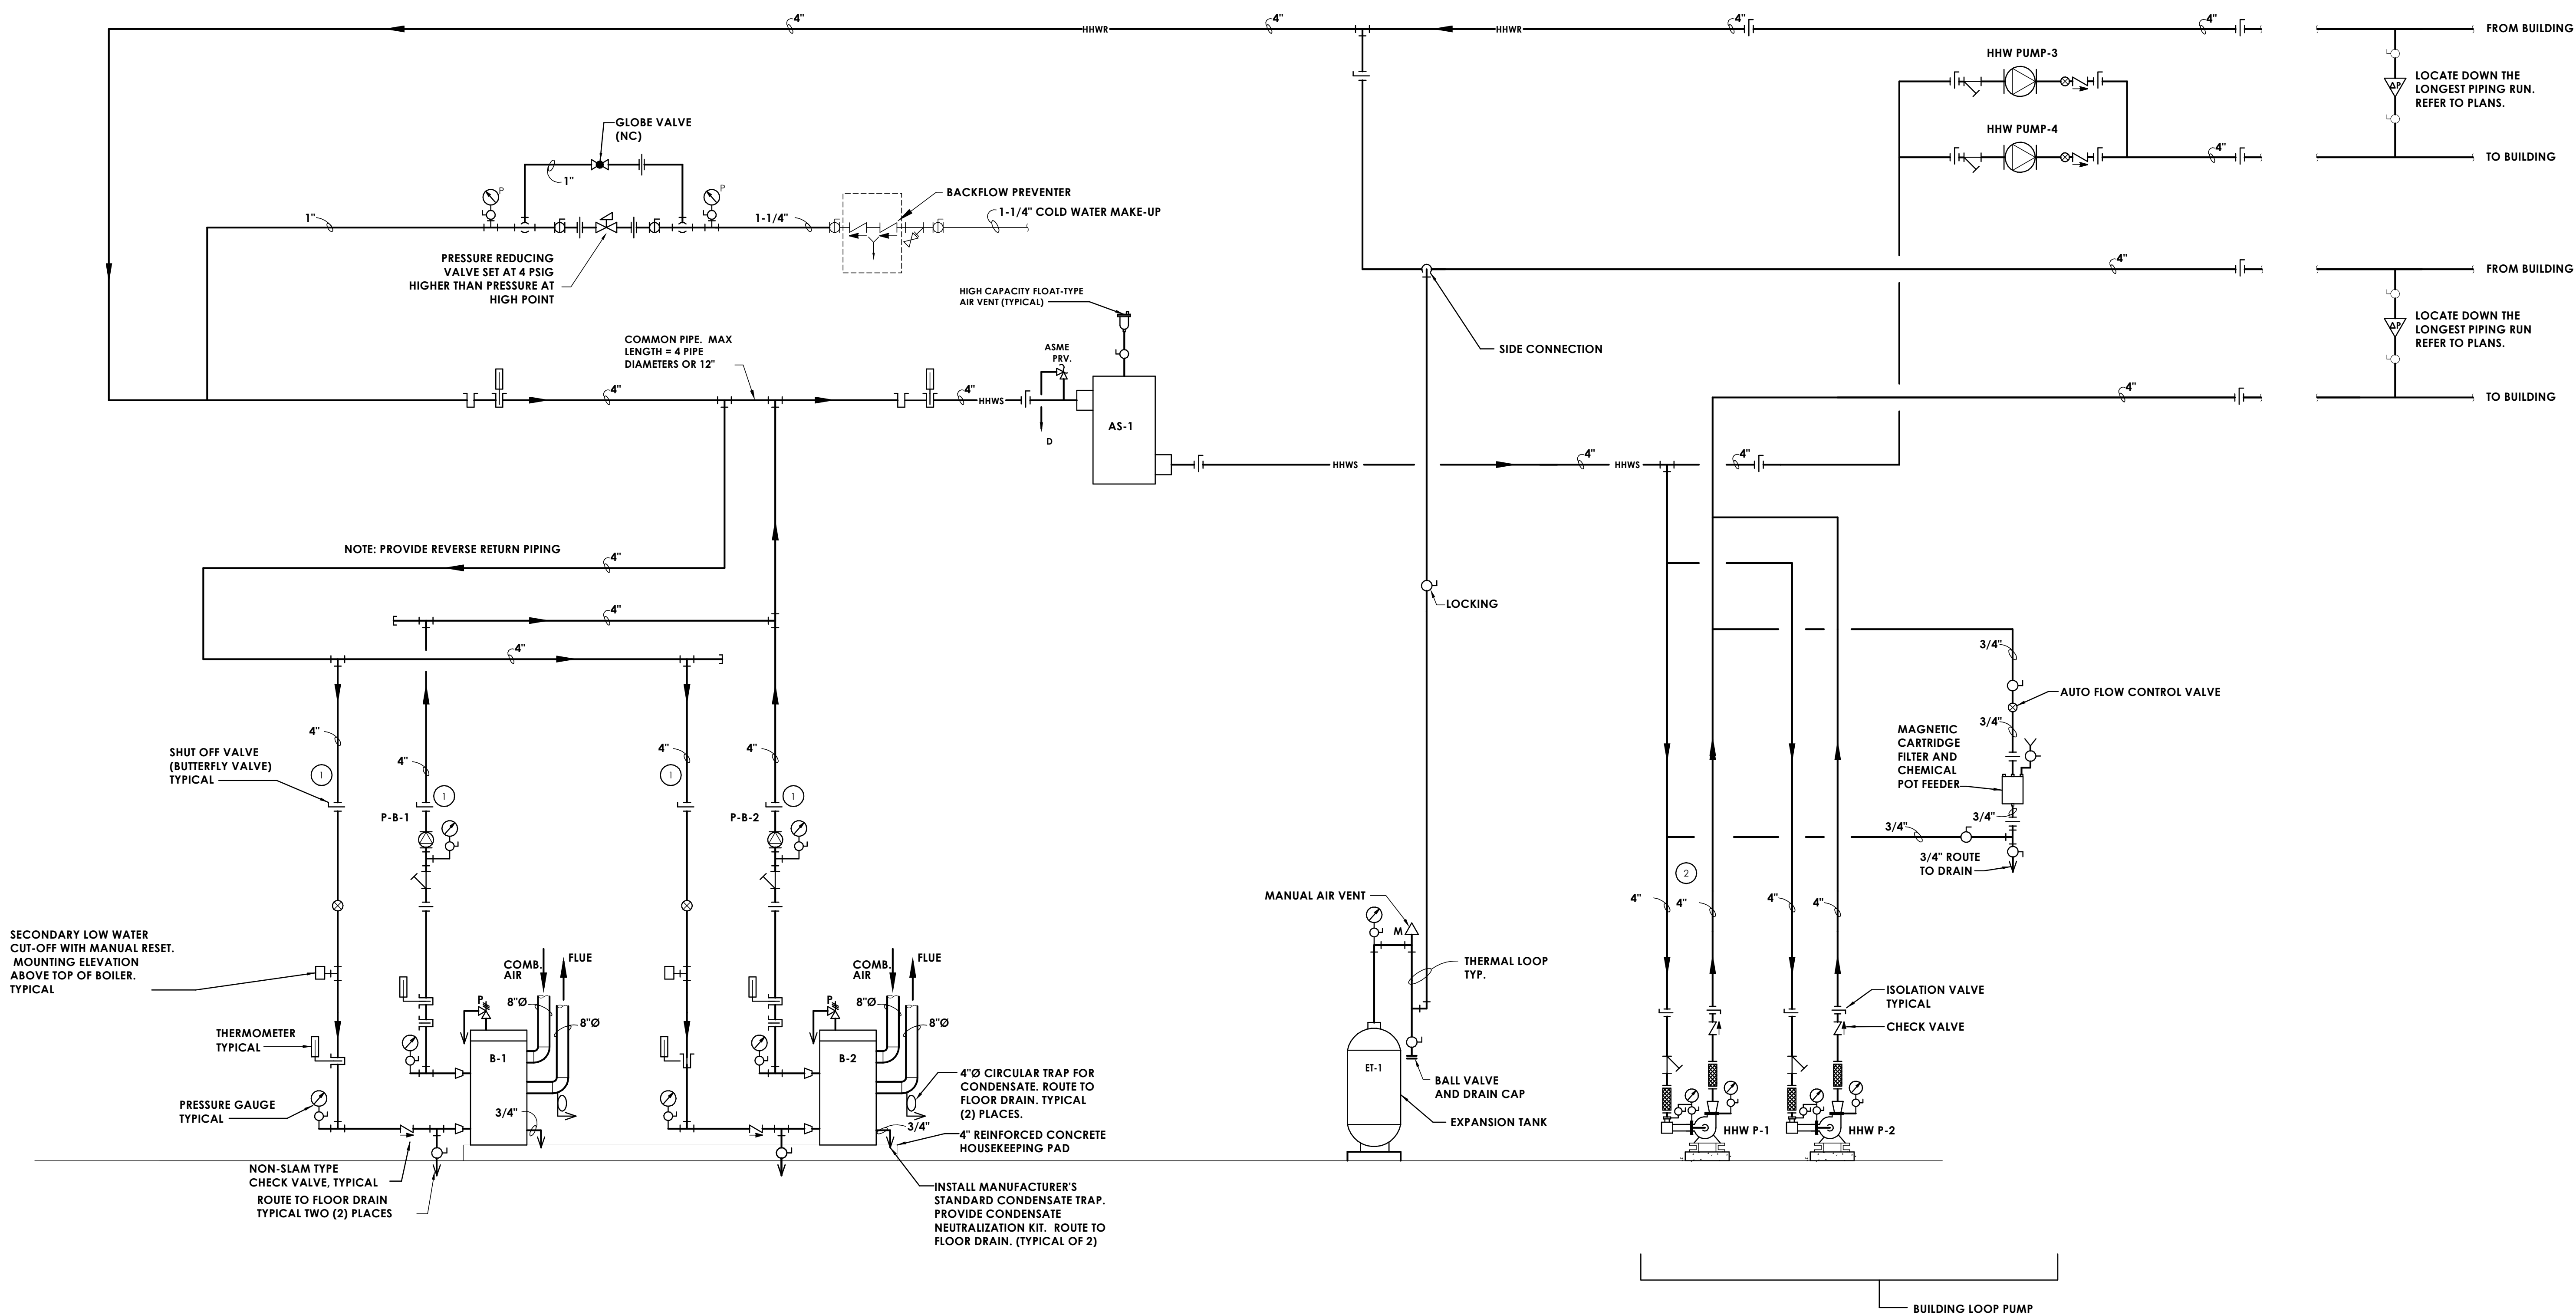 4"
4"
4"
4"
HHWR
HHWR
FROM BUILDING
HHW PUMP-3
LOCATE DOWN THE
LONGEST PIPING RUN.
REFER TO PLANS.
ΔP
GLOBE VALVE
(NC)
HHW PUMP-4
4"
TO BUILDING
1"
P
P
BACKFLOW PREVENTER
1"
1-1/4"
1-1/4" COLD WATER MAKE-UP
PRESSURE REDUCING
VALVE SET AT 4 PSIG
HIGHER THAN PRESSURE AT
HIGH POINT
4"
FROM BUILDING
HIGH CAPACITY FLOAT-TYPE
AIR VENT (TYPICAL)
LOCATE DOWN THE
LONGEST PIPING RUN
REFER TO PLANS.
ΔP
COMMON PIPE. MAX
LENGTH = 4 PIPE
DIAMETERS OR 12"
ASME
PRV.
SIDE CONNECTION
4"
4"
HHWS
4"
TO BUILDING
AS-1
D
HHWS
4"
HHWS
4"
NOTE: PROVIDE REVERSE RETURN PIPING
4"
4"
LOCKING
4"
3/4"
AUTO FLOW CONTROL VALVE
3/4"
MAGNETIC
CARTRIDGE
FILTER AND
CHEMICAL
POT FEEDER
4"
SHUT OFF VALVE
(BUTTERFLY VALVE)
TYPICAL
1
4"
1
4"
1
4"
1
P-B-1
P-B-2
3/4"
3/4"
3/4" ROUTE
TO DRAIN
2
4"
4"
4"
4"
MANUAL AIR VENT
M
SECONDARY LOW WATER
CUT-OFF WITH MANUAL RESET.
MOUNTING ELEVATION
ABOVE TOP OF BOILER.
TYPICAL
COMB.
AIR
FLUE
COMB.
AIR
FLUE
THERMAL LOOP
TYP.
ISOLATION VALVE
TYPICAL
P
8"Ø
8"Ø
P
8"Ø
8"Ø
CHECK VALVE
THERMOMETER
TYPICAL
B-1
B-2
ET-1
4"Ø CIRCULAR TRAP FOR
CONDENSATE. ROUTE TO
FLOOR DRAIN. TYPICAL
(2) PLACES.
BALL VALVE
AND DRAIN CAP
PRESSURE GAUGE
TYPICAL
3/4"
3/4"
EXPANSION TANK
HHW P-1
HHW P-2
4" REINFORCED CONCRETE
HOUSEKEEPING PAD
NON-SLAM TYPE
CHECK VALVE, TYPICAL
ROUTE TO FLOOR DRAIN
TYPICAL TWO (2) PLACES
INSTALL MANUFACTURER'S
STANDARD CONDENSATE TRAP.
PROVIDE CONDENSATE
NEUTRALIZATION KIT. ROUTE TO
FLOOR DRAIN. (TYPICAL OF 2)
BUILDING LOOP PUMP